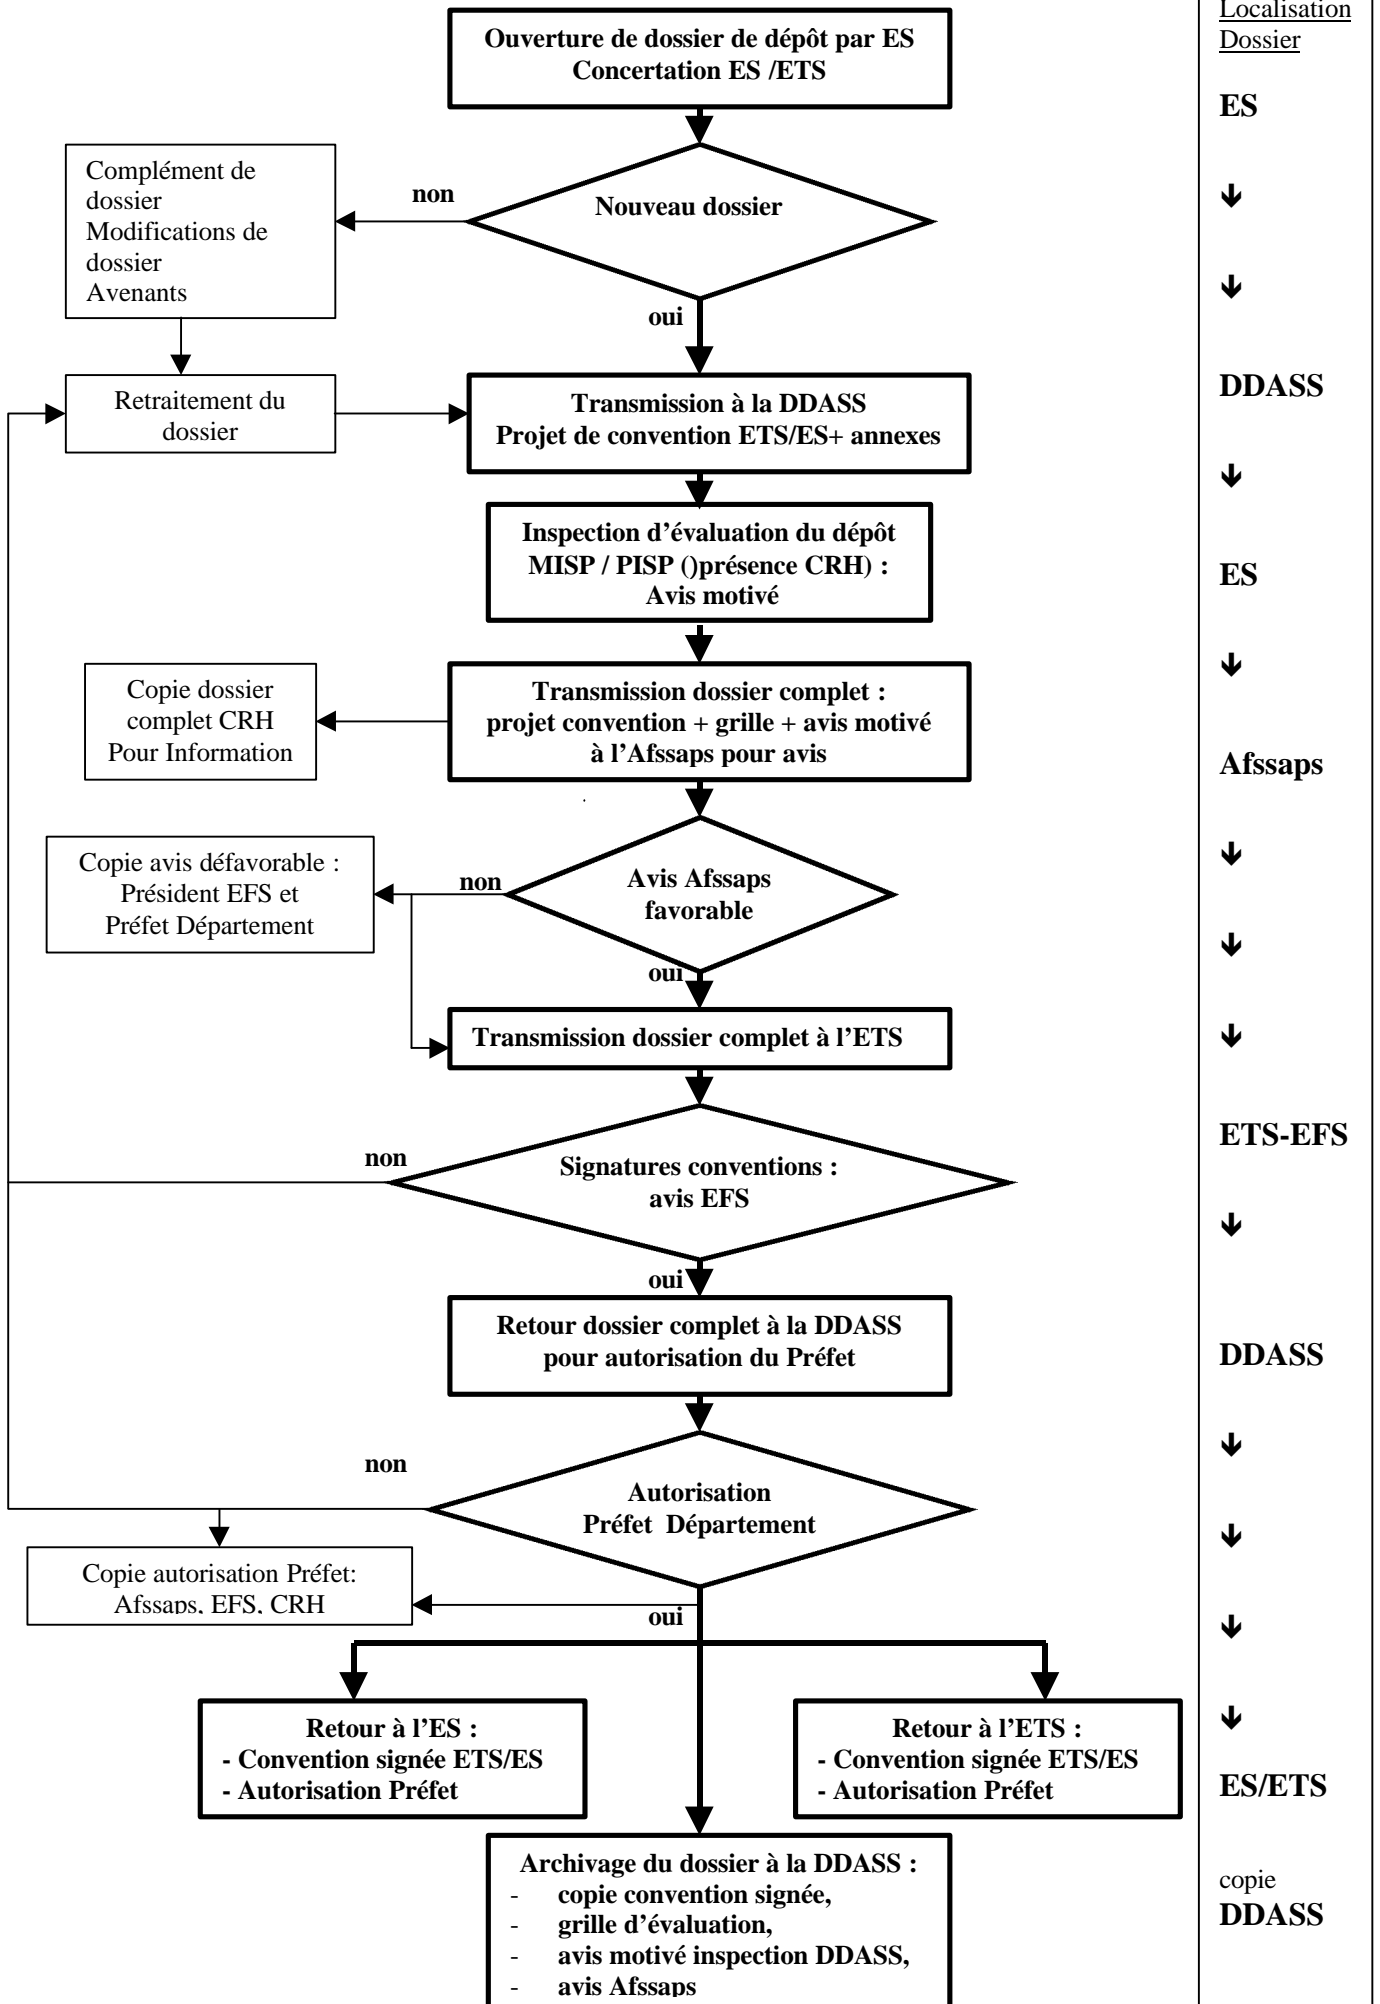 Localisation
Dossier
Ouverture de dossier de dépôt par ES
Concertation ES /ETS
ES
Complément de
dossier
Modifications de
dossier
Avenants
non
Nouveau dossier
oui
Retraitement du
dossier
Transmission à la DDASS
Projet de convention ETS/ES+ annexes
DDASS
Inspection d’évaluation du dépôt
MISP / PISP ()présence CRH) :
Avis motivé
ES
Copie dossier
complet CRH
Pour Information
Transmission dossier complet :
projet convention + grille + avis motivé
à l’Afssaps pour avis
Afssaps
Copie avis défavorable :
Président EFS et
Préfet Département
non
Avis Afssaps
favorable
oui
Transmission dossier complet à l’ETS
ETS-EFS
non
Signatures conventions :
avis EFS
oui
Retour dossier complet à la DDASS
pour autorisation du Préfet
DDASS
non
Autorisation
Préfet  Département
Copie autorisation Préfet:
Afssaps, EFS, CRH
oui
Retour à l’ES :
- Convention signée ETS/ES
- Autorisation Préfet
Retour à l’ETS :
- Convention signée ETS/ES
- Autorisation Préfet
ES/ETS
Archivage du dossier à la DDASS :
- copie convention signée,
- grille d’évaluation,
- avis motivé inspection DDASS,
- avis Afssaps
copie
DDASS